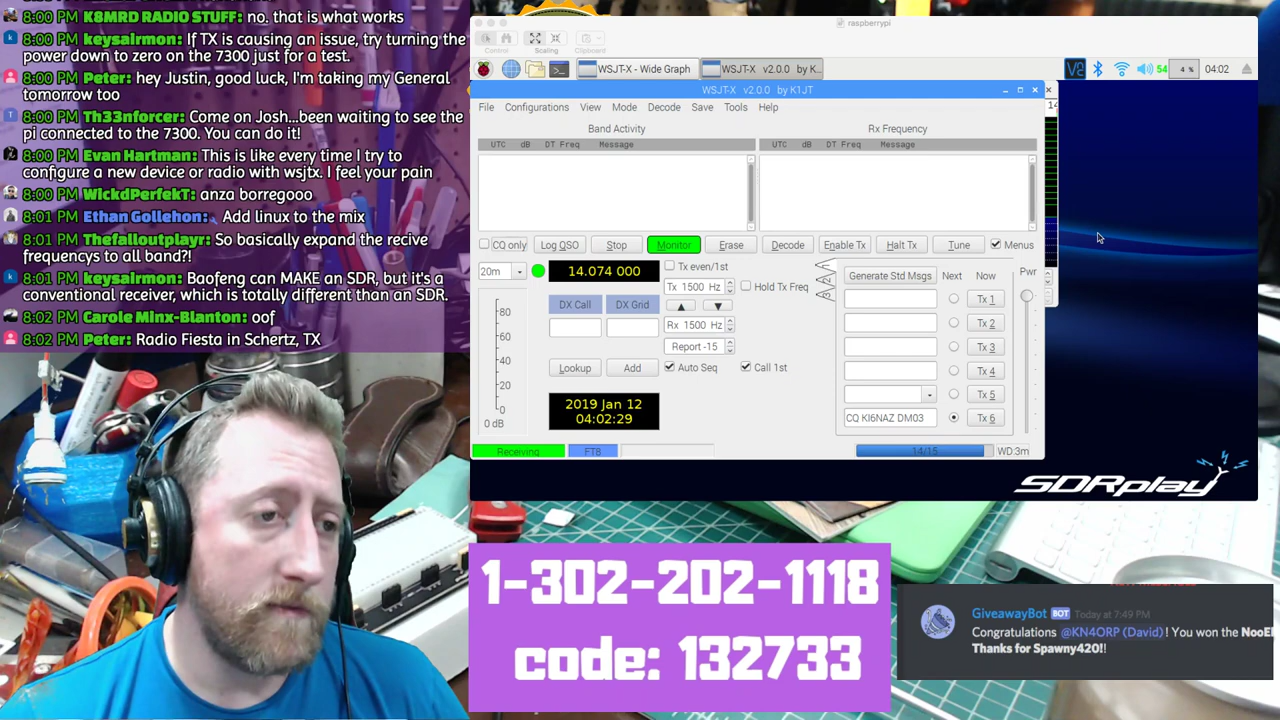 8:00 PM K8MRD RADIO STUFF: no. that is what works
8:00 PM keysairmon: If TX is causing an issue, try turning the
power down to zero on the 7300 just for a test.
8:00 PM Peter: hey Justin, good luck, I'm taking my General
tomorrow too
8:00 PM Th33nforcer: Come on Josh...been waiting to see the
pi connected to the 7300. You can do it!
8:00 PM Evan Hartman: This is like every time I try to
configure a new device or radio with wsjtx. I feel your pain
8:00 PM WickdPerfekT: anza borregooo
8:01 PM Ethan Gollehon: Add linux to the mix
8:01 PM Thefalloutplayr: So basically expand the recive
frequencys to all band?!
8:01 PM keysairmon: Baofeng can MAKE an SDR, but it's a
conventional receiver, which is totally different than an SDR.
8:02 PM Carole Minx-Blanton: oof
8:02 PM Peter: Radio Fiesta in Schertz, TX
raspberrypi
Control Scaling Clipboard
WSJT-X - Wide Graph WSJT-X v2.0.0 by K... 54 4 % 04:02
WSJT-X v2.0.0 by K1JT
File Configurations View Mode Decode Save Tools Help
Band Activity Rx Frequency
UTC dB DT Freq Message UTC dB DT Freq Message
CQ only Log QSO Stop Monitor Erase Decode Enable Tx Halt Tx Tune Menus
20m 14.074 000 Tx even/1st
Tx 1500 Hz Hold Tx Freq
DX Call DX Grid
Rx 1500 Hz
Report -15
Lookup Add Auto Seq Call 1st
80
60
40
20
0
0 dB
2019 Jan 12
04:02:29
Generate Std Msgs Next Now Pwr
Tx 1
Tx 2
Tx 3
Tx 4
Tx 5
CQ KI6NAZ DM03 Tx 6
Receiving FT8 14/15 WD:3m
SDRplay
1-302-202-1118
code: 132733
GiveawayBot BOT Today at 7:49 PM
Congratulations @KN4ORP (David)! You won the NooEl
Thanks for Spawny420!!